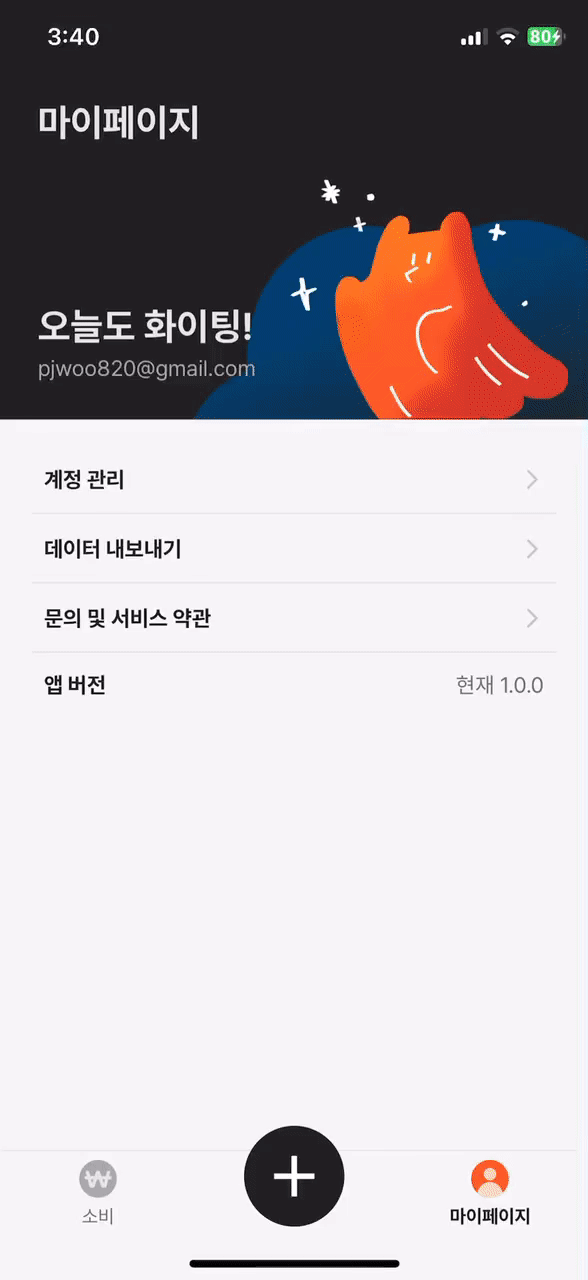 3:40
80
마이페이지
오늘도 화이팅!
pjwoo820@gmail.com
계정 관리
데이터 내보내기
문의 및 서비스 약관
앱 버전 현재 1.0.0
₩
소비
마이페이지